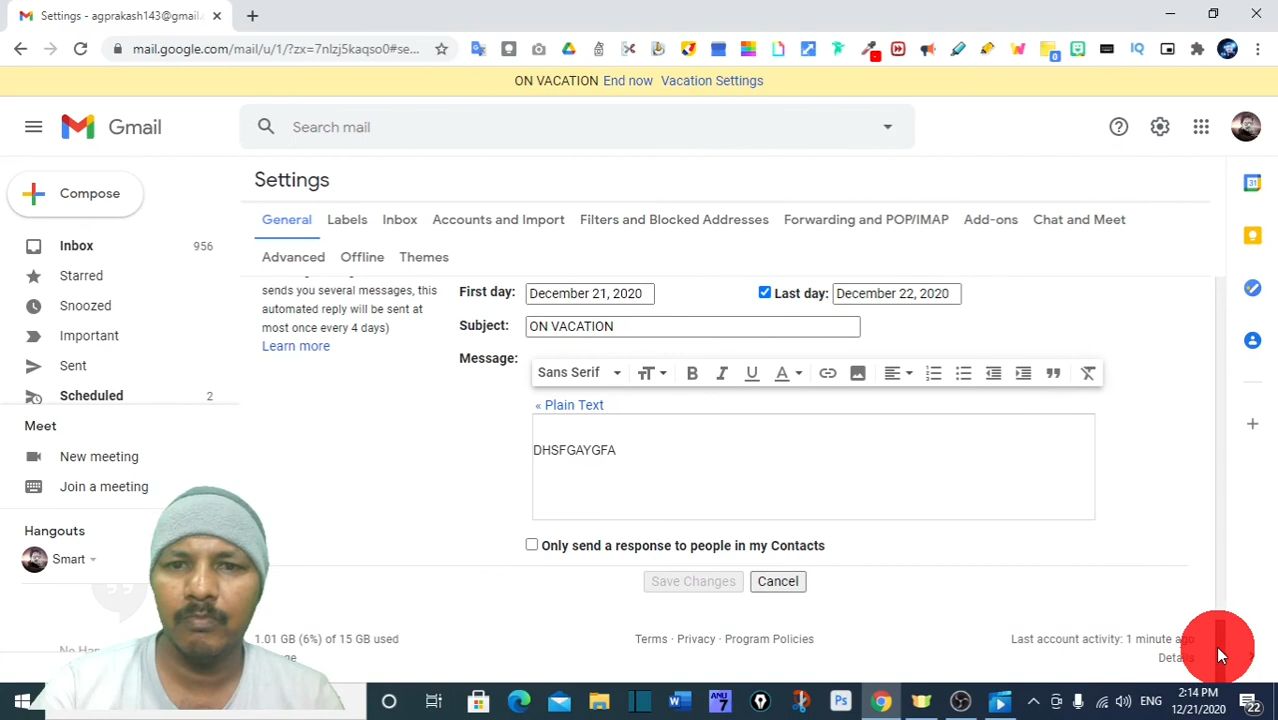 Settings - agprakash143@gmail.c
mail.google.com/mail/u/1/?zx=7nlzj5kaqso0#se...
0
ON VACATION End now Vacation Settings
Gmail
Search mail
Settings
Compose
31
General Labels Inbox Accounts and Import Filters and Blocked Addresses Forwarding and POP/IMAP Add-ons Chat and Meet
Inbox 956
Advanced Offline Themes
Starred
sends you several messages, this
automated reply will be sent at
most once every 4 days)
Learn more
First day: December 21, 2020 Last day: December 22, 2020
Snoozed
Subject: ON VACATION
Important
Message:
Sent
Sans Serif
Scheduled 2
« Plain Text
Meet
DHSFGAYGFA
New meeting
Join a meeting
Hangouts
Only send a response to people in my Contacts
Smart
Save Changes Cancel
1.01 GB (6%) of 15 GB used
Terms · Privacy · Program Policies
Last account activity: 1 minute ago
No Han
Details
ENG
2:14 PM
12/21/2020
22